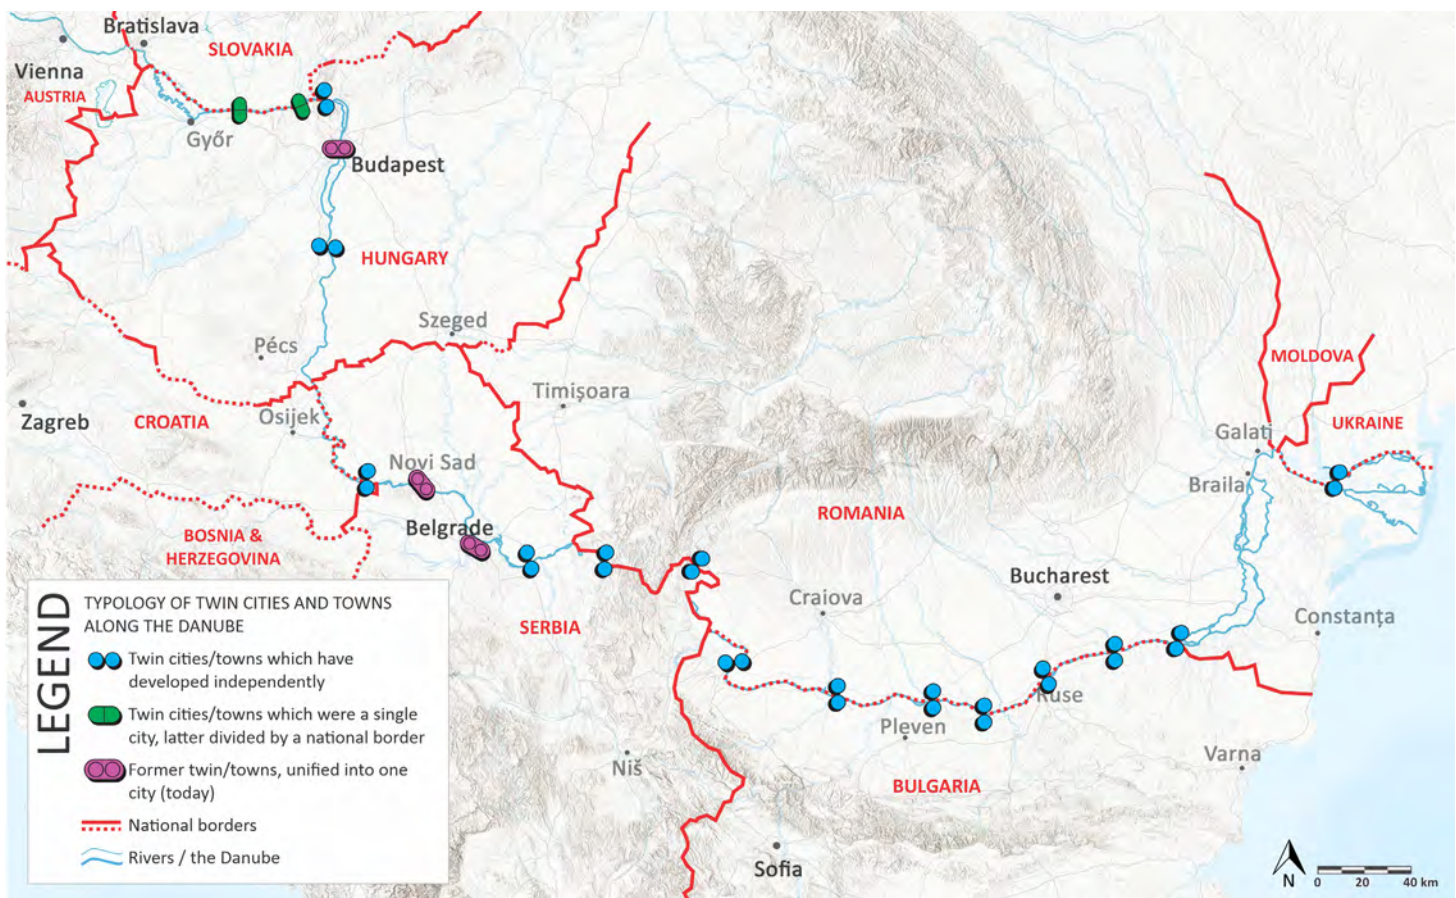 Bratislava
SLOVAKIA
Vienna
AUSTRIA
Győr
Budapest
HUNGARY
Szeged
Pécs
Timișoara
MOLDOVA
Zagreb
CROATIA
Osijek
UKRAINE
Galați
Novi Sad
Braila
BOSNIA &
HERZEGOVINA
Belgrade
ROMANIA
Bucharest
Craiova
Constanța
SERBIA
Ruse
Pleven
Niš
Varna
BULGARIA
Sofia
LEGEND
TYPOLOGY OF TWIN CITIES AND TOWNS
ALONG THE DANUBE
Twin cities/towns which have
developed independently
Twin cities/towns which were a single
city, latter divided by a national border
Former twin/towns, unified into one
city (today)
National borders
Rivers / the Danube
N
0 20 40 km